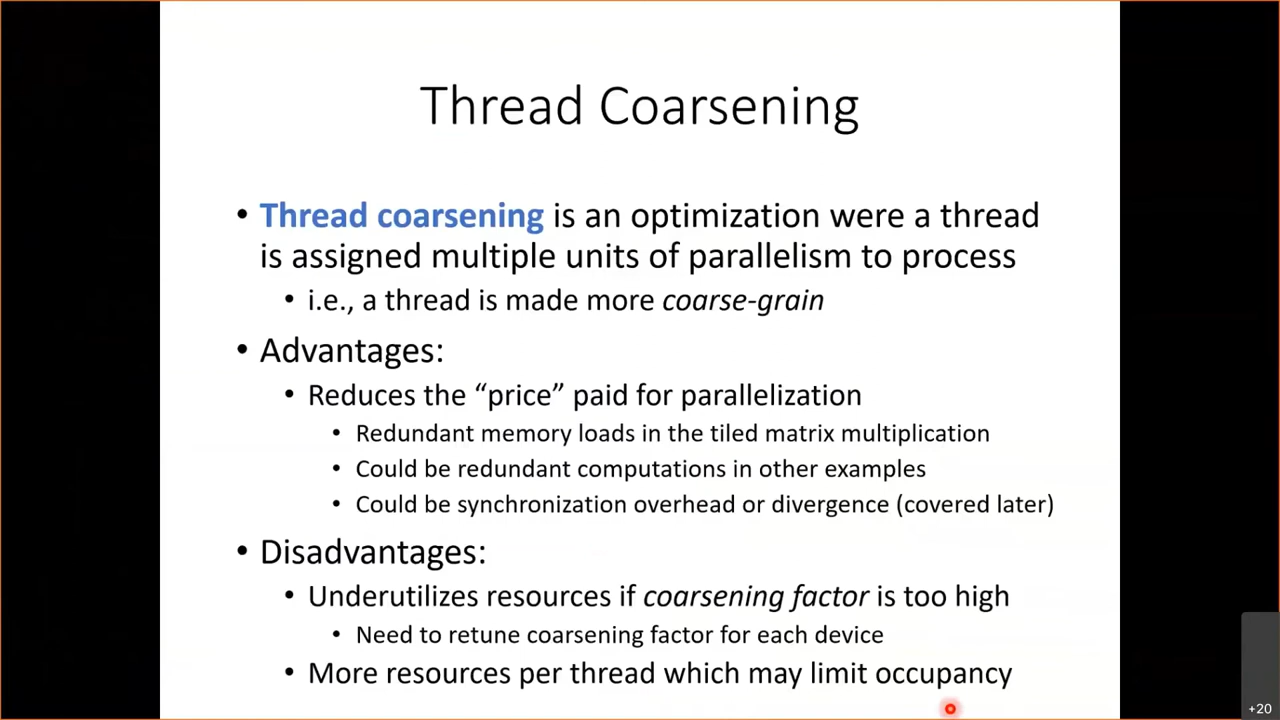 Thread Coarsening
• Thread coarsening is an optimization were a thread
is assigned multiple units of parallelism to process
• i.e., a thread is made more coarse-grain
• Advantages:
• Reduces the “price” paid for parallelization
• Redundant memory loads in the tiled matrix multiplication
• Could be redundant computations in other examples
• Could be synchronization overhead or divergence (covered later)
• Disadvantages:
• Underutilizes resources if coarsening factor is too high
• Need to retune coarsening factor for each device
• More resources per thread which may limit occupancy
+20